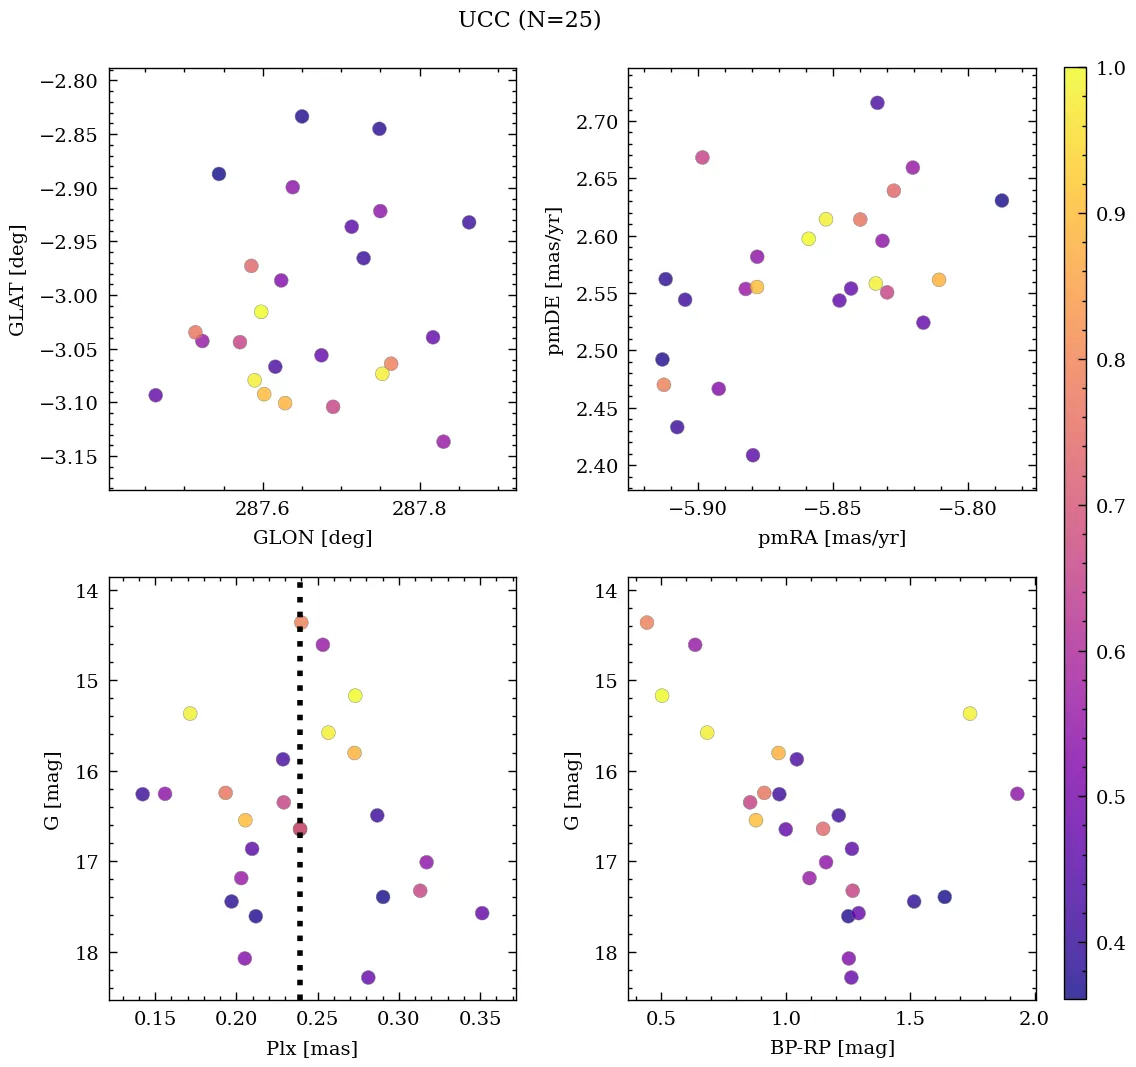 UCC (N=25)
−2.80
−2.85
−2.90
−2.95
−3.00
−3.05
−3.10
−3.15
GLAT [deg]
287.6 287.8
GLON [deg]
2.70
2.65
2.60
2.55
2.50
2.45
2.40
pmDE [mas/yr]
−5.90 −5.85 −5.80
pmRA [mas/yr]
14
15
16
17
18
G [mag]
0.15 0.20 0.25 0.30 0.35
Plx [mas]
14
15
16
17
18
G [mag]
0.5 1.0 1.5 2.0
BP-RP [mag]
1.0
0.9
0.8
0.7
0.6
0.5
0.4